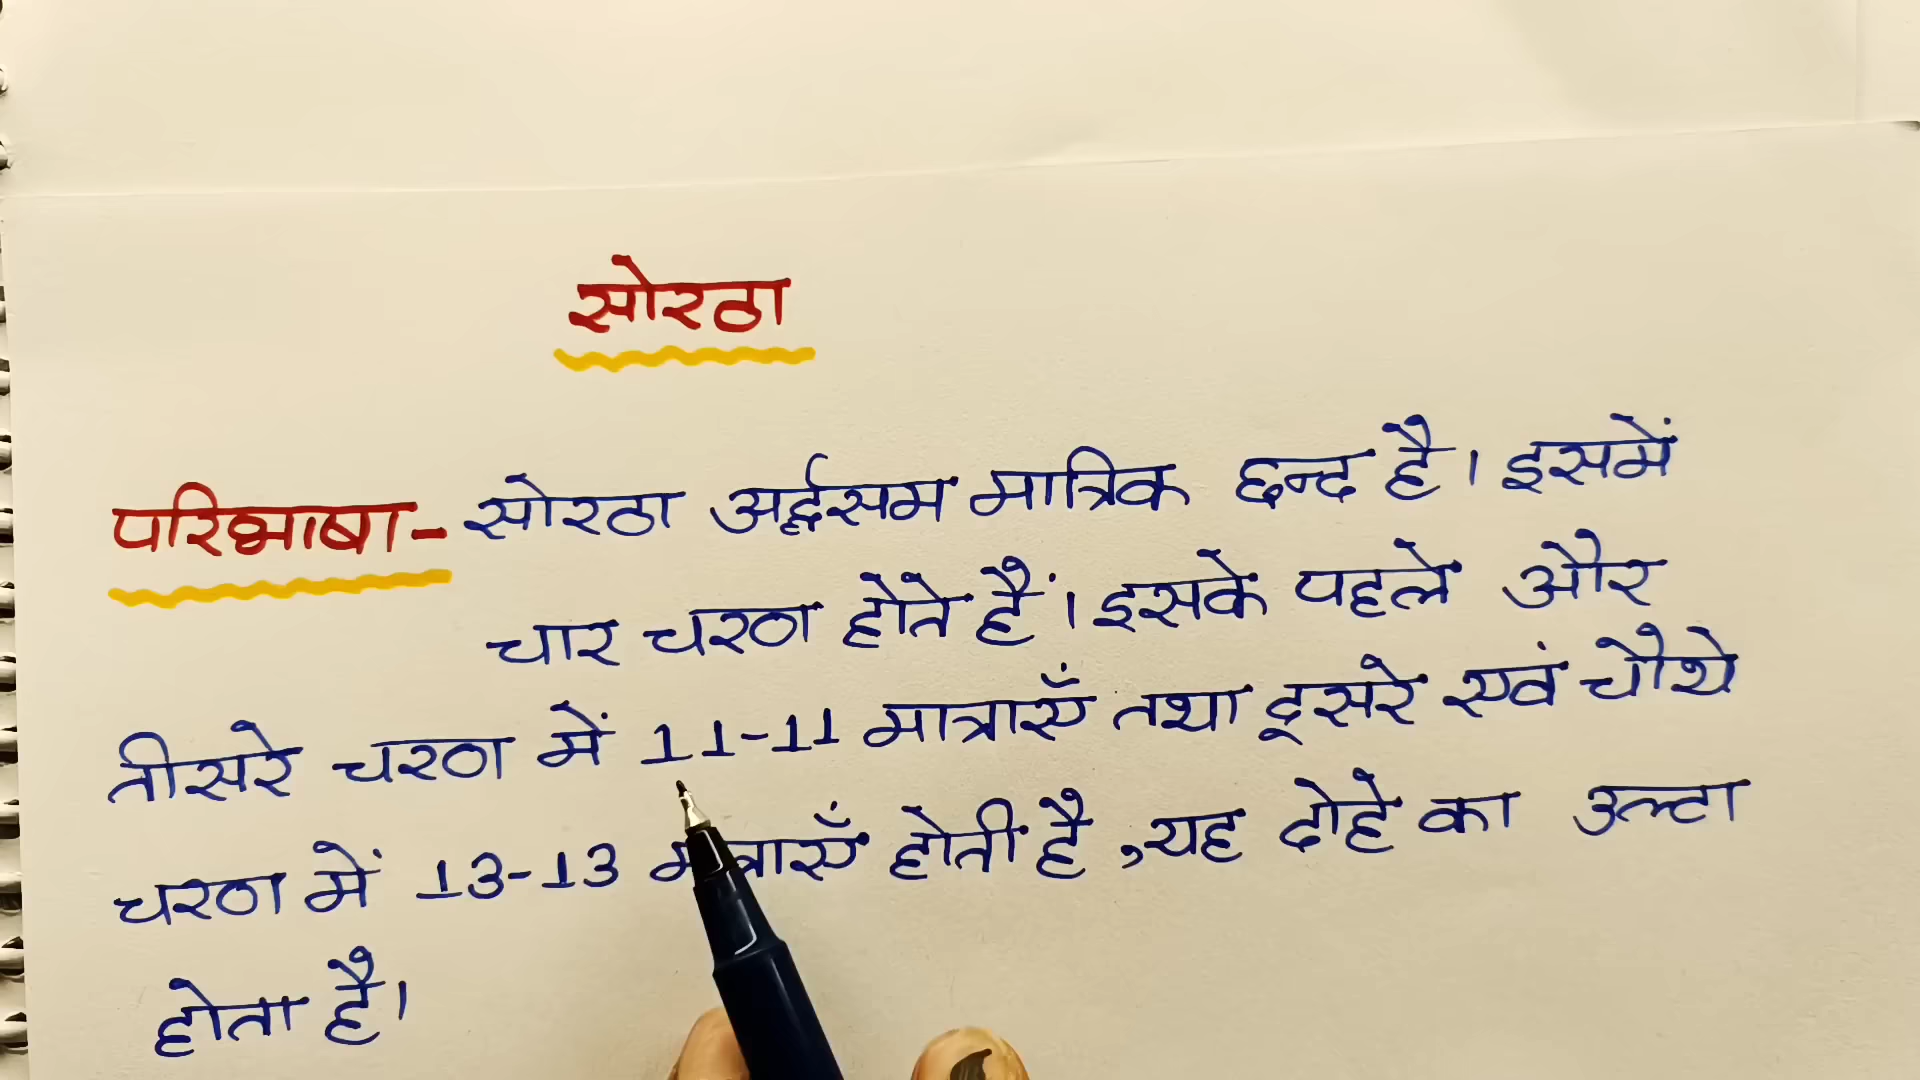 सोरठा
परिभाषा- सोरठा अर्द्धसम मात्रिक छन्द है। इसमें
चार चरण होते हैं। इसके पहले और
तीसरे चरण में 11-11 मात्राएँ तथा दूसरे एवं चौथे
चरण में 13-13 मात्राएँ होती है, यह दोहे का उल्टा
होता है।